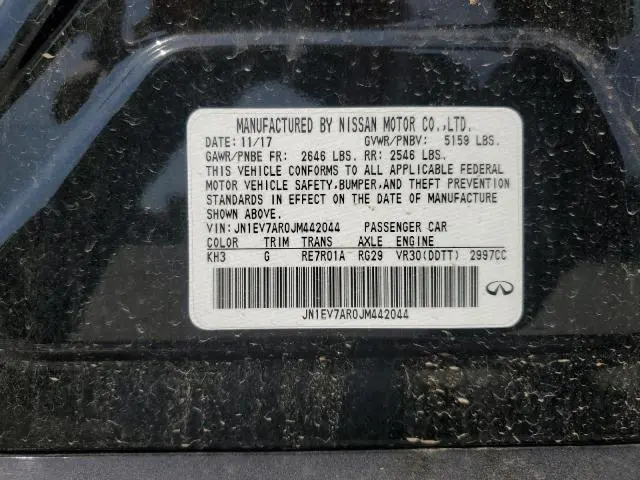 MANUFACTURED BY NISSAN MOTOR CO.,LTD.
DATE: 11/17 GVWR/PNBV: 5159 LBS.
GAWR/PNBE FR: 2646 LBS. RR: 2546 LBS.
THIS VEHICLE CONFORMS TO ALL APPLICABLE FEDERAL
MOTOR VEHICLE SAFETY,BUMPER,AND THEFT PREVENTION
STANDARDS IN EFFECT ON THE DATE OF MANUFACTURE
SHOWN ABOVE.
VIN: JN1EV7AR0JM442044 PASSENGER CAR
COLOR TRIM TRANS AXLE ENGINE
KH3 G RE7R01A RG29 VR30(DDTT) 2997CC
JN1EV7AR0JM442044